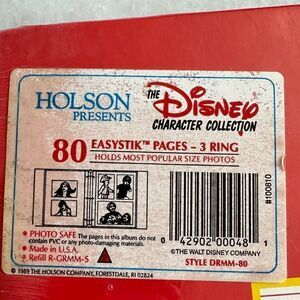 HOLSON
PRESENTS
THE
Disney
CHARACTER COLLECTION
80 EASYSTIK™ PAGES - 3 RING
HOLDS MOST POPULAR SIZE PHOTOS
• PHOTO SAFE The pages in this album do not
contain PVC or any photo-damaging materials.
• Made in U.S.A.
• Refill R-GRMM-S
© 1989 THE HOLSON COMPANY, FORESTDALE, RI 02824
0 42902 00048 1
©THE WALT DISNEY COMPANY
STYLE DRMM-80
#100810